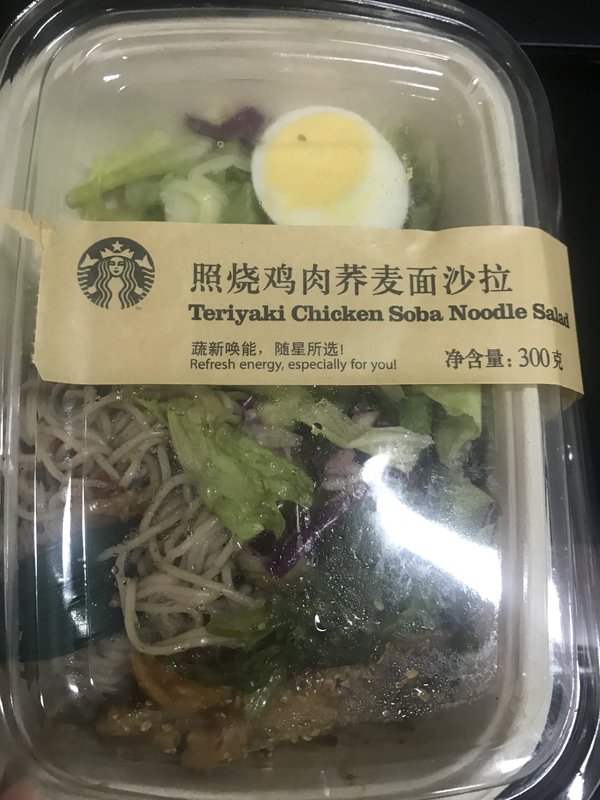 照烧鸡肉荞麦面沙拉
Teriyaki Chicken Soba Noodle Salad
蔬新唤能，随星所选!
Refresh energy, especially for you!
净含量: 300克